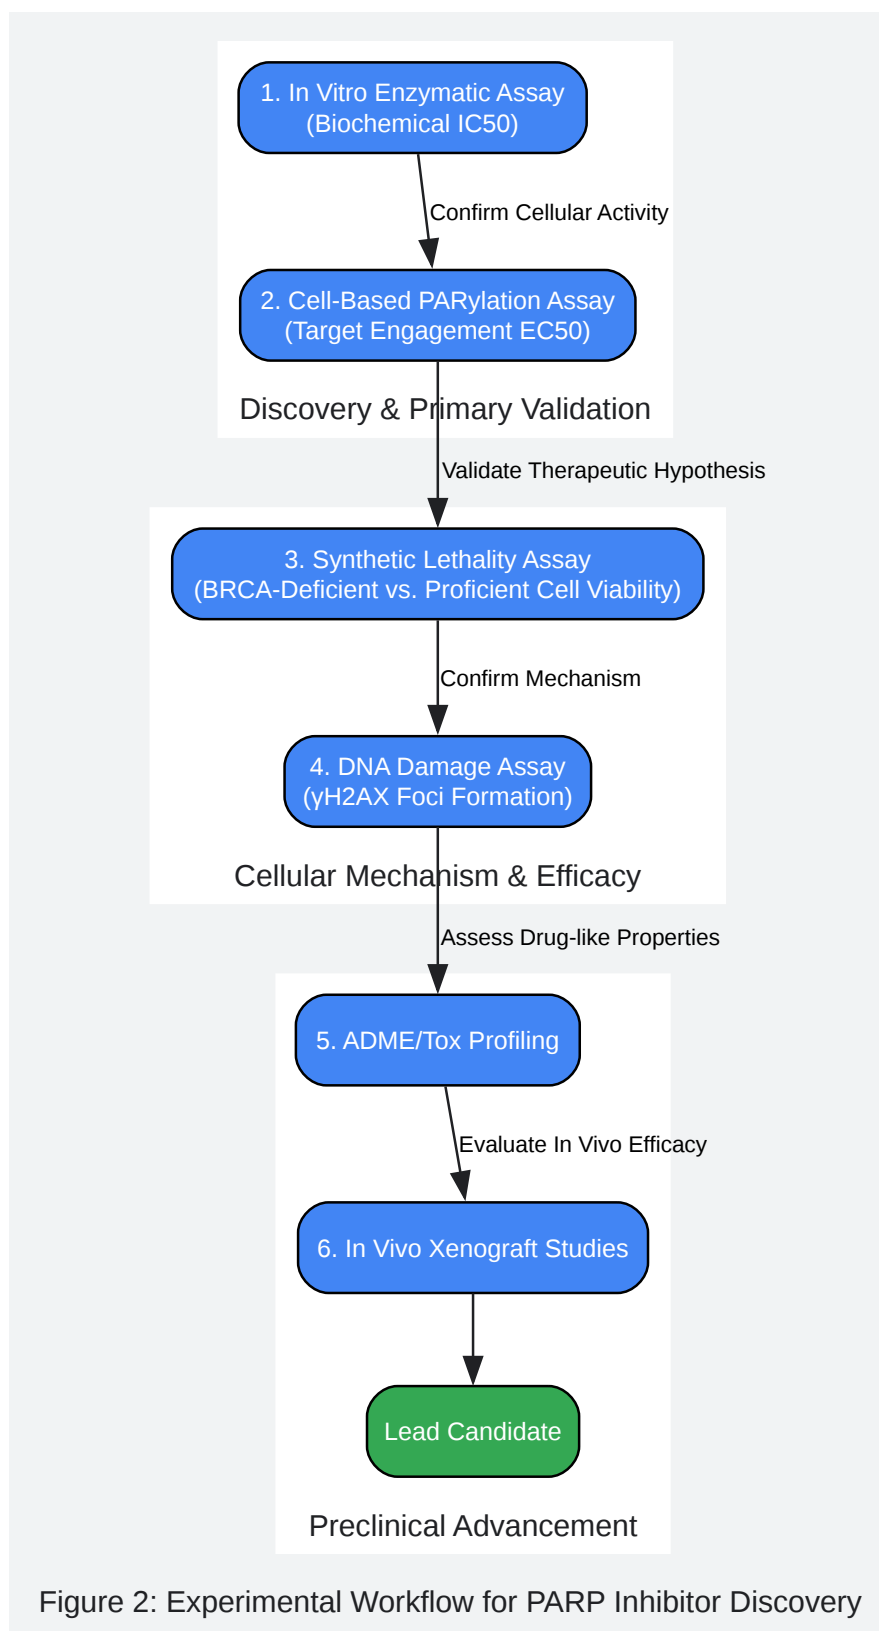 1. In Vitro Enzymatic Assay
(Biochemical IC50)
Confirm Cellular Activity
2. Cell-Based PARylation Assay
(Target Engagement EC50)
Discovery & Primary Validation
Validate Therapeutic Hypothesis
3. Synthetic Lethality Assay
(BRCA-Deficient vs. Proficient Cell Viability)
Confirm Mechanism
4. DNA Damage Assay
(γH2AX Foci Formation)
Cellular Mechanism & Efficacy
Assess Drug-like Properties
5. ADME/Tox Profiling
Evaluate In Vivo Efficacy
6. In Vivo Xenograft Studies
Lead Candidate
Preclinical Advancement
Figure 2: Experimental Workflow for PARP Inhibitor Discovery